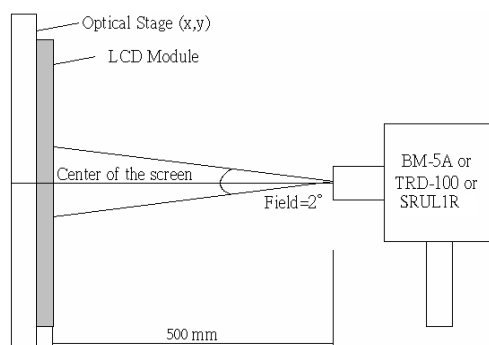 Optical Stage (x,y)
LCD Module
Center of the screen
Field=2°
BM-5A or
TRD-100 or
SRUL1R
500 mm